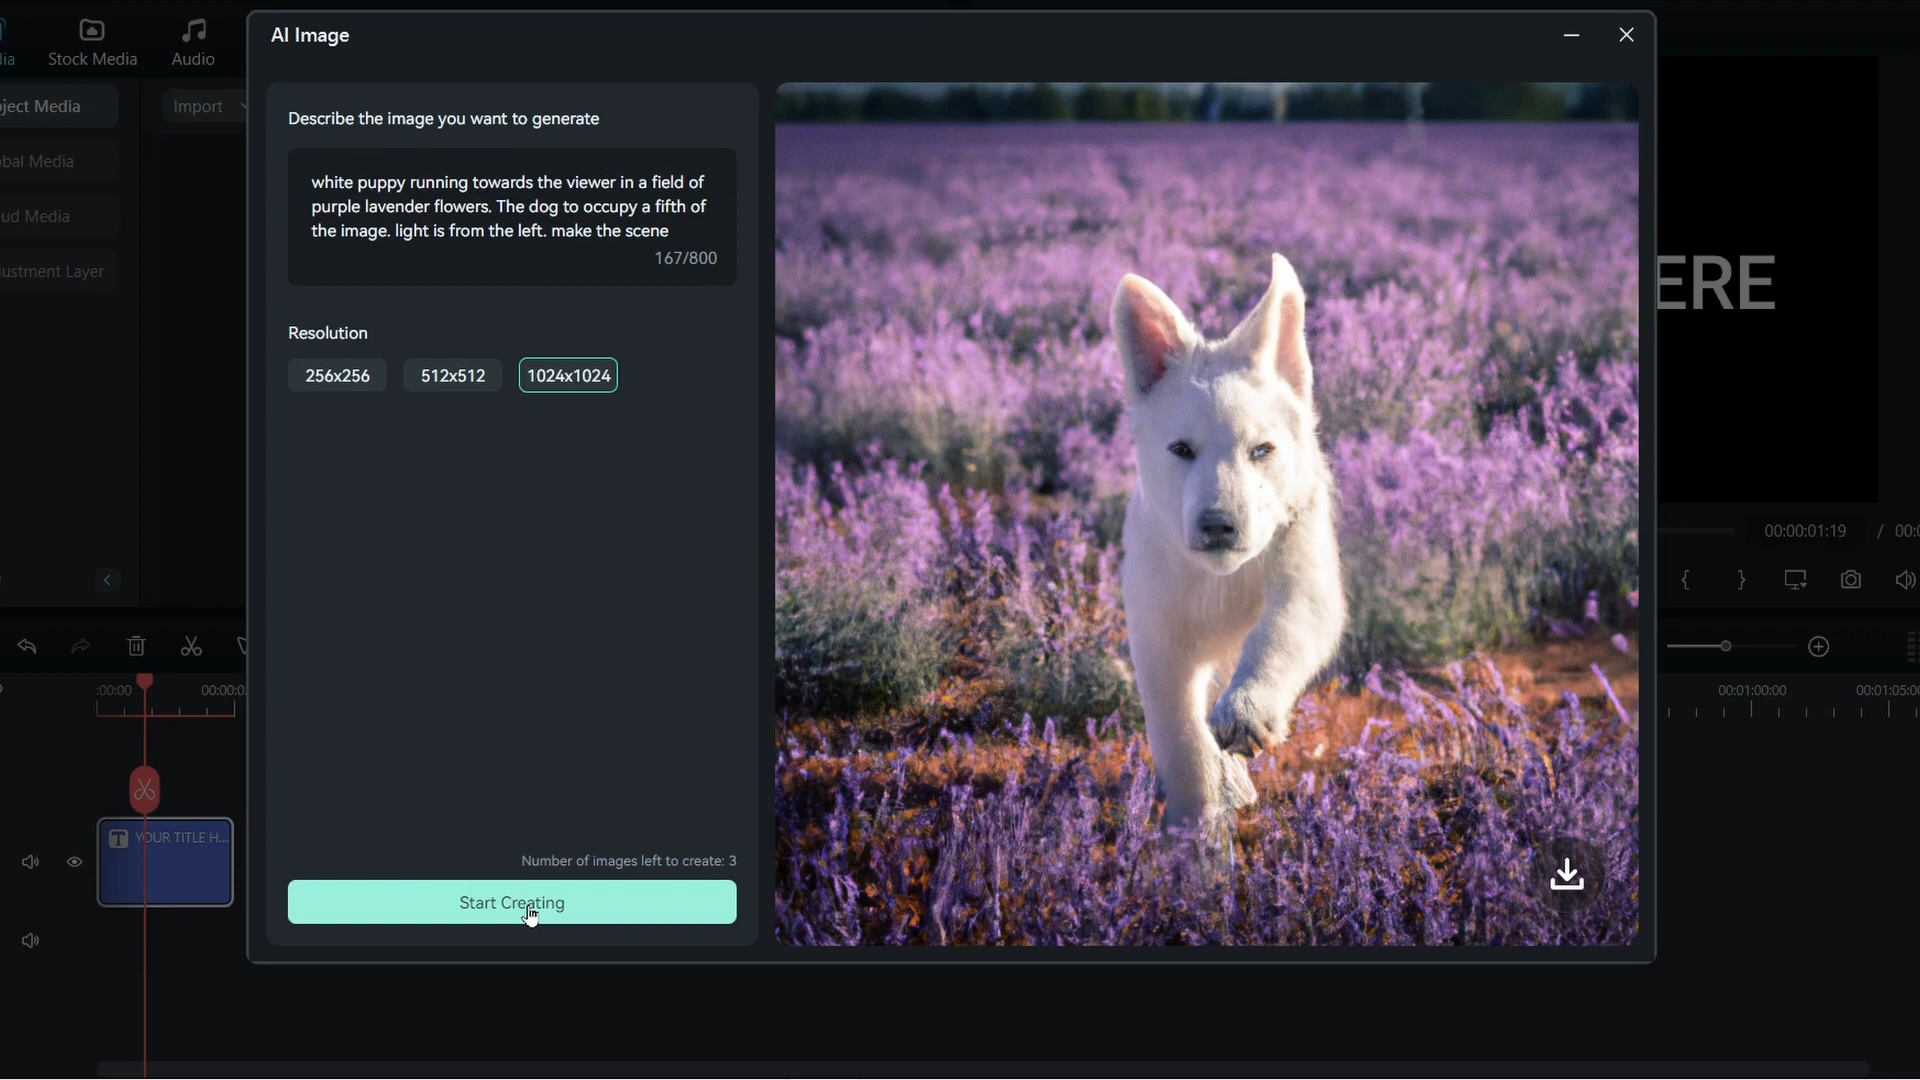 AI Image
Stock Media
Audio
Import
Describe the image you want to generate
white puppy running towards the viewer in a field of
purple lavender flowers. The dog to occupy a fifth of
the image. light is from the left. make the scene
167/800
Resolution
256x256
512x512
1024x1024
Number of images left to create: 3
Start Creating
ject Media
bal Media
ud Media
justment Layer
ERE
00:00:01:19 / 00:0
:00:00
00:00:0
00:01:00:00
00:01:05:00
T
YOUR TITLE H...